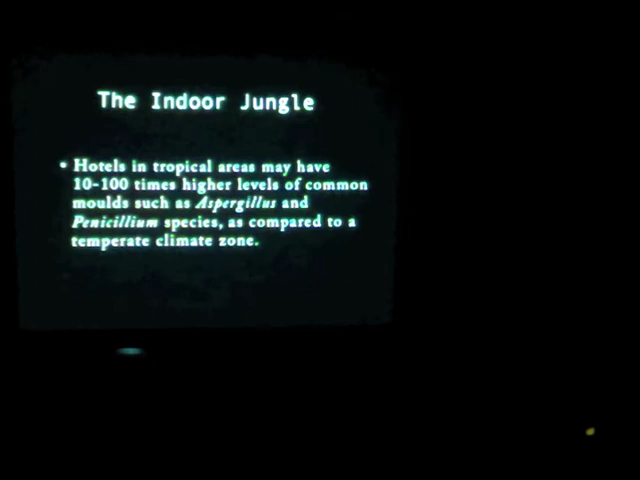 The Indoor Jungle
• Hotels in tropical areas may have
10-100 times higher levels of common
moulds such as Aspergillus and
Penicillium species, as compared to a
temperate climate zone.